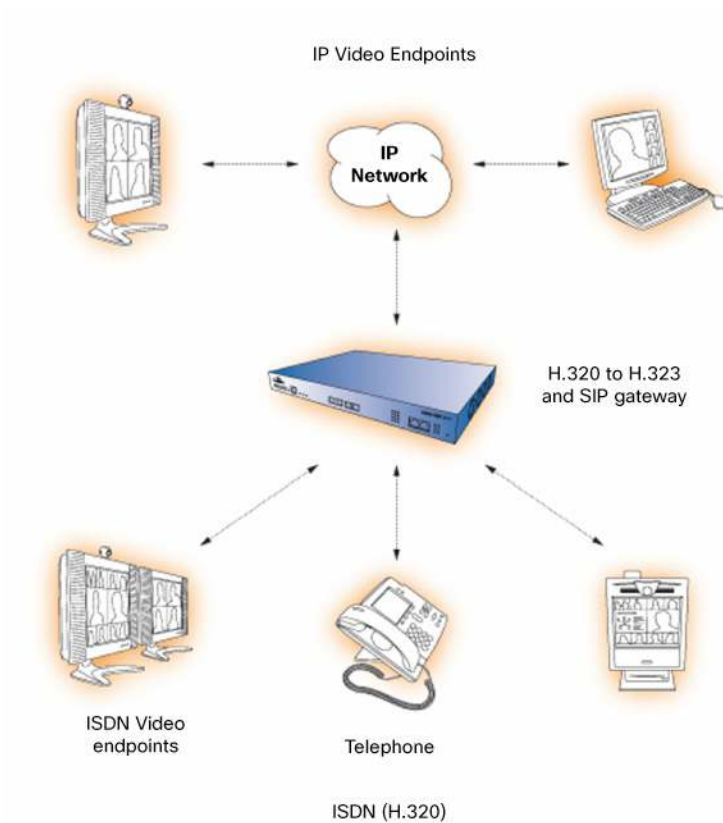 IP Video Endpoints
IP
Network
H.320 to H.323
and SIP gateway
ISDN Video
endpoints
Telephone
ISDN (H.320)